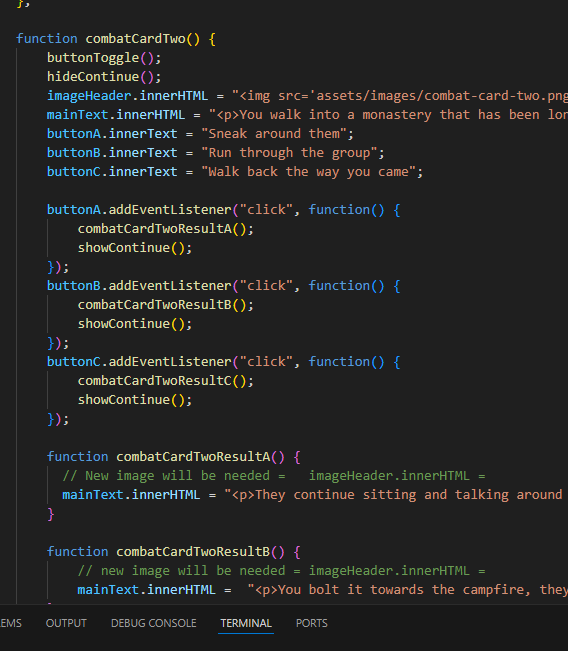 };
function combatCardTwo() {
buttonToggle();
hideContinue();
imageHeader.innerHTML = "<img src='assets/images/combat-card-two.png
mainText.innerHTML = "<p>You walk into a monastery that has been lon
buttonA.innerText = "Sneak around them";
buttonB.innerText = "Run through the group";
buttonC.innerText = "Walk back the way you came";
buttonA.addEventListener("click", function() {
combatCardTwoResultA();
showContinue();
});
buttonB.addEventListener("click", function() {
combatCardTwoResultB();
showContinue();
});
buttonC.addEventListener("click", function() {
combatCardTwoResultC();
showContinue();
});
function combatCardTwoResultA() {
// New image will be needed =   imageHeader.innerHTML =
mainText.innerHTML = "<p>They continue sitting and talking around
}
function combatCardTwoResultB() {
// new image will be needed = imageHeader.innerHTML =
mainText.innerHTML =  "<p>You bolt it towards the campfire, they
EMS OUTPUT DEBUG CONSOLE TERMINAL PORTS